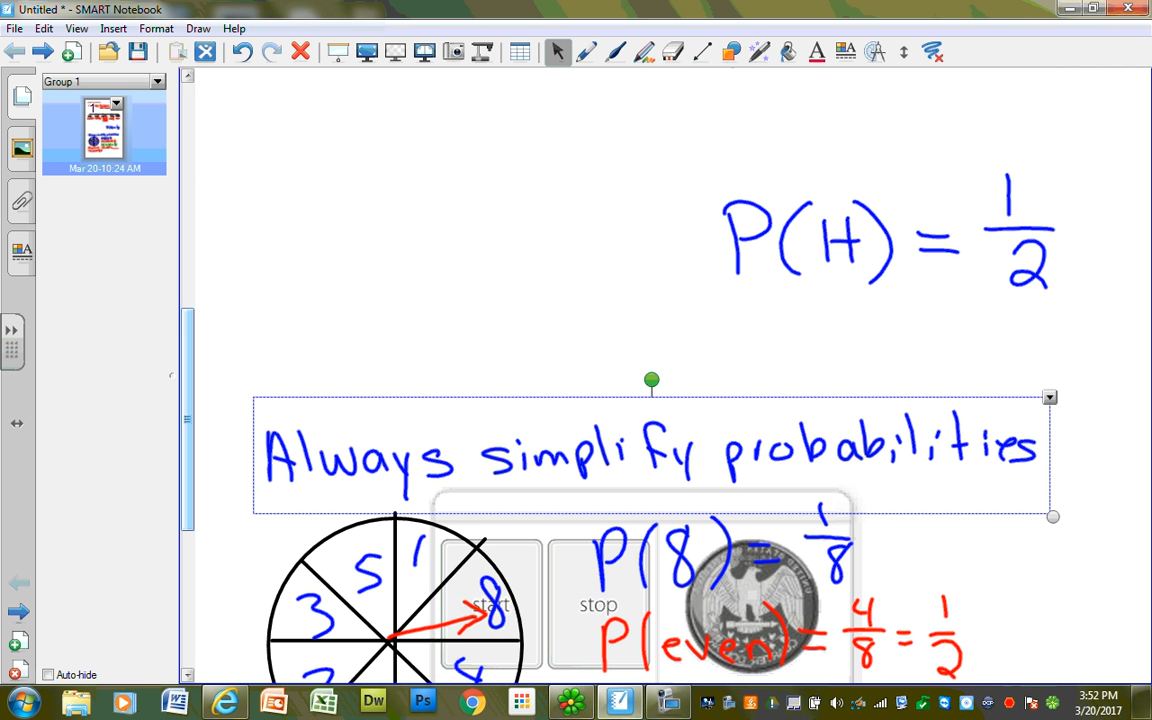 Untitled * - SMART Notebook
File Edit View Insert Format Draw Help
Group 1
Mar 20-10:24 AM
P(H) = 1/2
Always simplify probabilities
P(8) = 1/8
P(even) = 4/8 = 1/2
5 1
3 8
start stop
Auto-hide
3:52 PM
3/20/2017